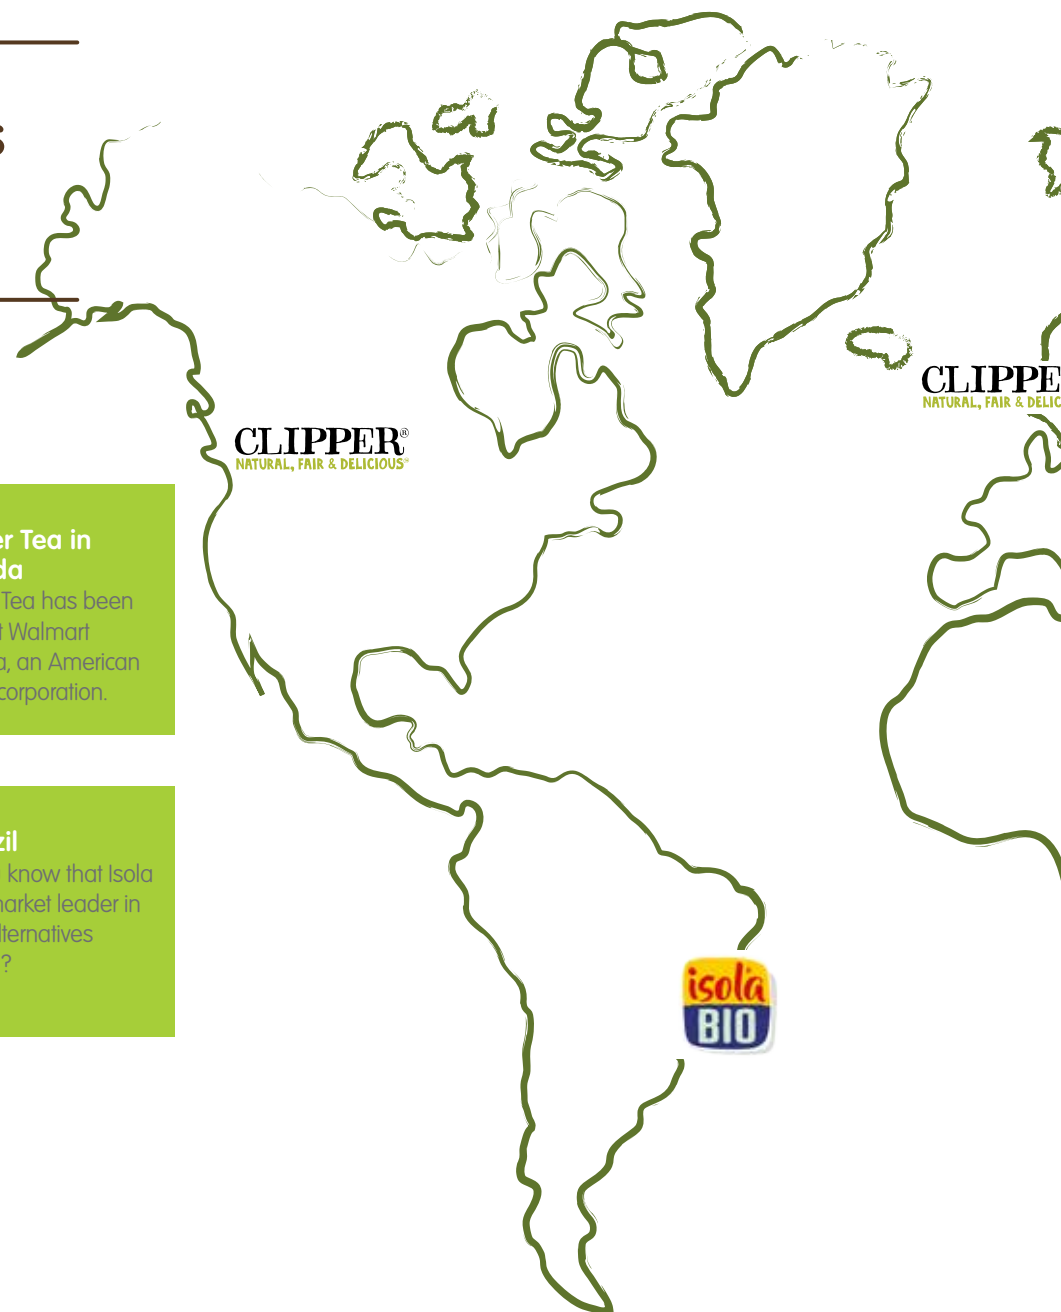 s
CLIPPE
NATURAL, FAIR & DELIC
CLIPPER®
NATURAL, FAIR & DELICIOUS
er Tea in
da
Tea has been
t Walmart
a, an American
corporation.
zil
know that Isola
market leader in
lternatives
?
isola
BIO